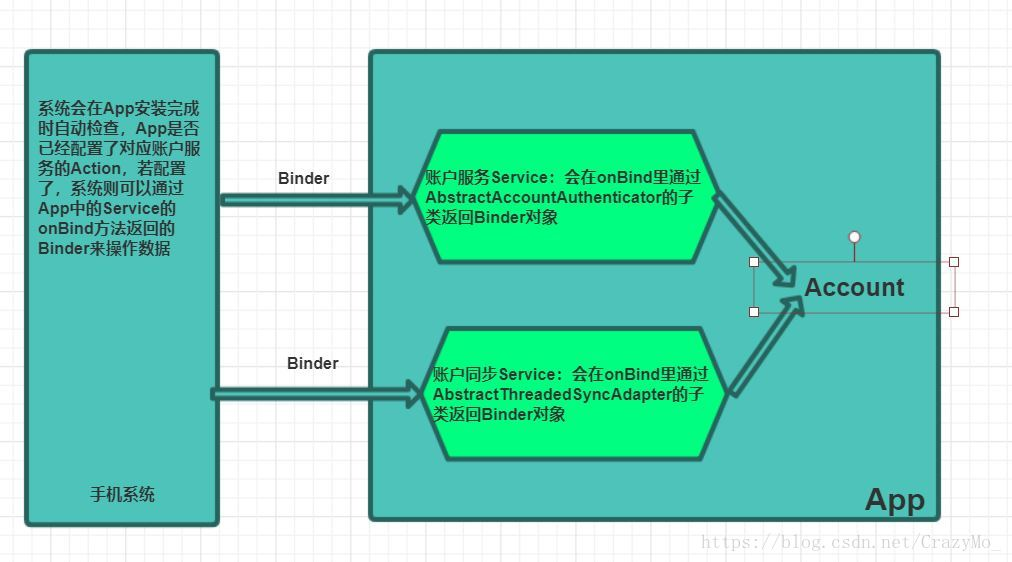 系统会在App安装完成
时自动检查，App是否
已经配置了对应账户服
务的Action，若配置
了，系统则可以通过
App中的Service的
onBind方法返回的
Binder来操作数据
手机系统
Binder
Binder
账户服务Service：会在onBind里通过
AbstractAccountAuthenticator的子
类返回Binder对象
账户同步Service：会在onBind里通过
AbstractThreadedSyncAdapter的子
类返回Binder对象
Account
App
https://blog.csdn.net/CrazyMo_